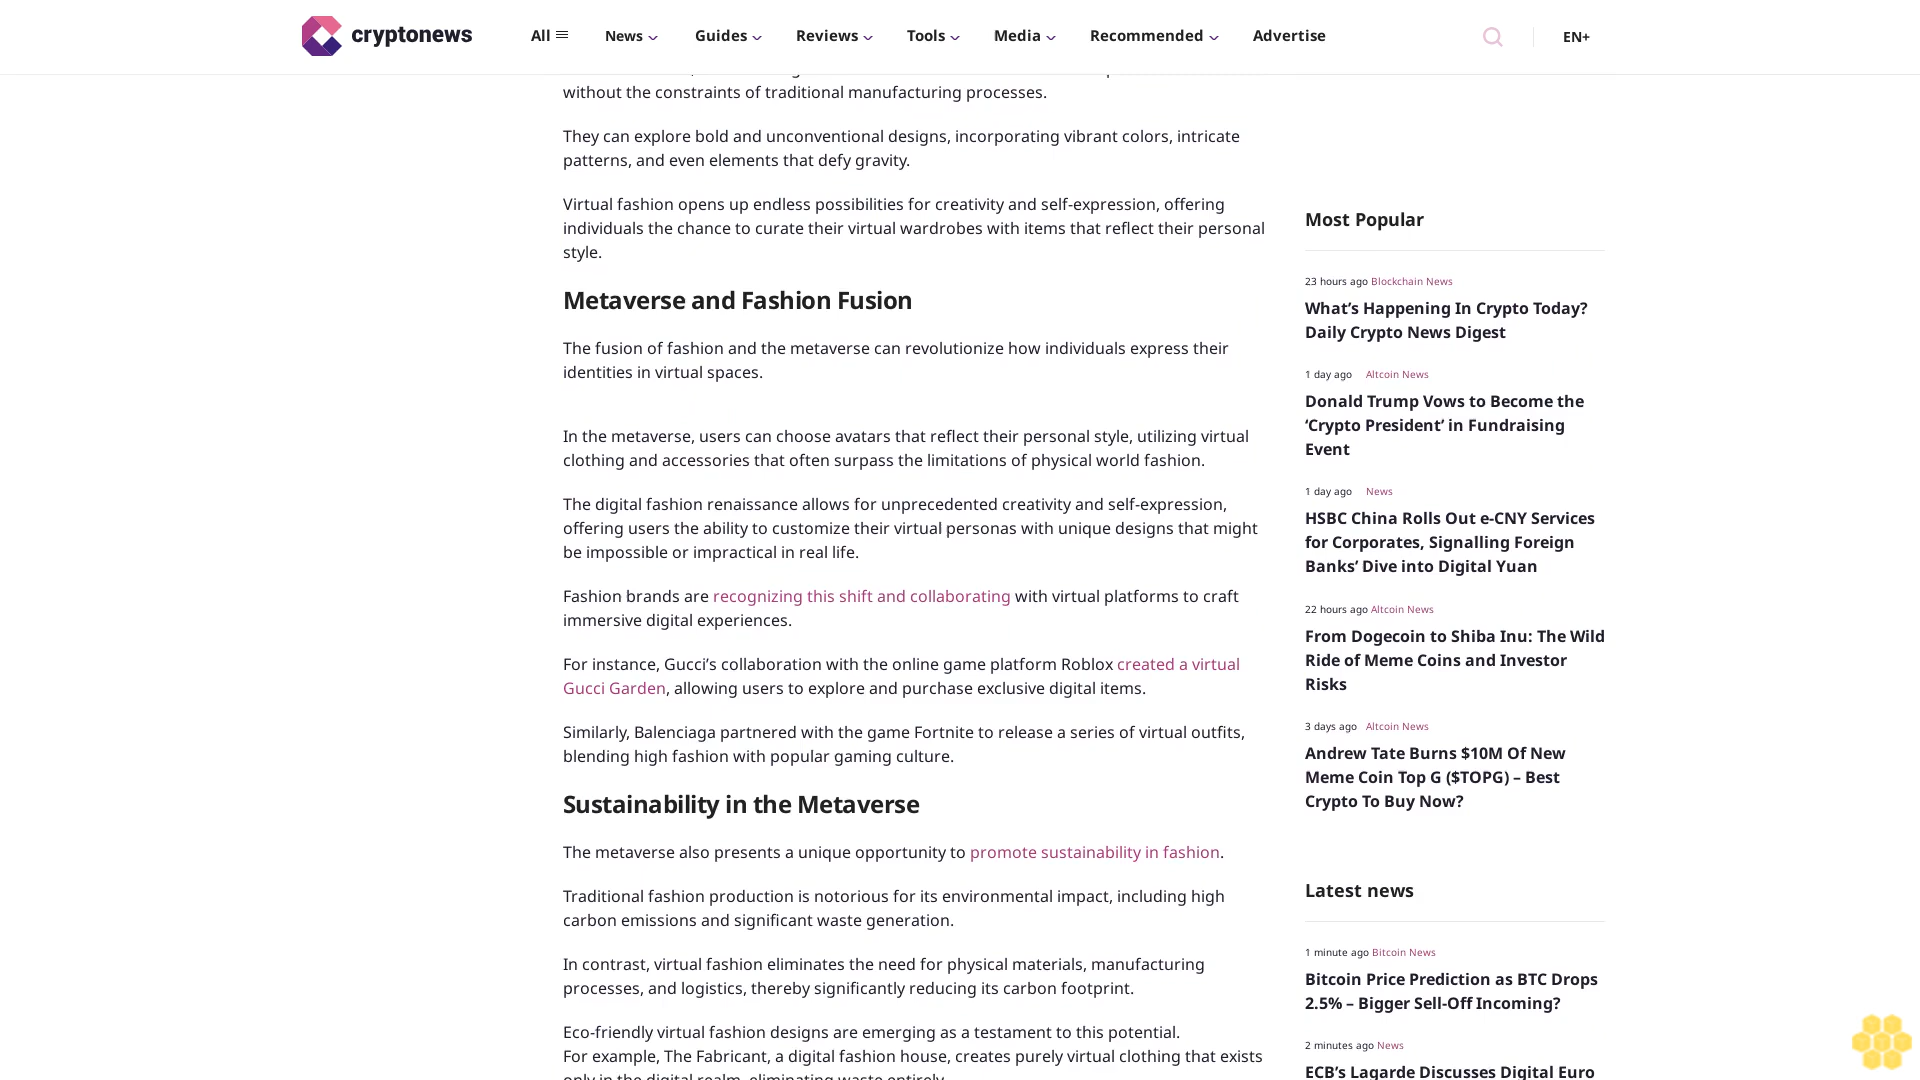 cryptonews
All
News
Guides
Reviews
Tools
Media
Recommended
Advertise
EN+
without the constraints of traditional manufacturing processes.
They can explore bold and unconventional designs, incorporating vibrant colors, intricate
patterns, and even elements that defy gravity.
Virtual fashion opens up endless possibilities for creativity and self-expression, offering
individuals the chance to curate their virtual wardrobes with items that reflect their personal
style.
Metaverse and Fashion Fusion
The fusion of fashion and the metaverse can revolutionize how individuals express their
identities in virtual spaces.
In the metaverse, users can choose avatars that reflect their personal style, utilizing virtual
clothing and accessories that often surpass the limitations of physical world fashion.
The digital fashion renaissance allows for unprecedented creativity and self-expression,
offering users the ability to customize their virtual personas with unique designs that might
be impossible or impractical in real life.
Fashion brands are recognizing this shift and collaborating with virtual platforms to craft
immersive digital experiences.
For instance, Gucci’s collaboration with the online game platform Roblox created a virtual
Gucci Garden, allowing users to explore and purchase exclusive digital items.
Similarly, Balenciaga partnered with the game Fortnite to release a series of virtual outfits,
blending high fashion with popular gaming culture.
Sustainability in the Metaverse
The metaverse also presents a unique opportunity to promote sustainability in fashion.
Traditional fashion production is notorious for its environmental impact, including high
carbon emissions and significant waste generation.
In contrast, virtual fashion eliminates the need for physical materials, manufacturing
processes, and logistics, thereby significantly reducing its carbon footprint.
Eco-friendly virtual fashion designs are emerging as a testament to this potential.
For example, The Fabricant, a digital fashion house, creates purely virtual clothing that exists
only in the digital realm, eliminating waste entirely.
Most Popular
23 hours ago Blockchain News
What’s Happening In Crypto Today?
Daily Crypto News Digest
1 day ago Altcoin News
Donald Trump Vows to Become the
‘Crypto President’ in Fundraising
Event
1 day ago News
HSBC China Rolls Out e-CNY Services
for Corporates, Signalling Foreign
Banks’ Dive into Digital Yuan
22 hours ago Altcoin News
From Dogecoin to Shiba Inu: The Wild
Ride of Meme Coins and Investor
Risks
3 days ago Altcoin News
Andrew Tate Burns $10M Of New
Meme Coin Top G ($TOPG) – Best
Crypto To Buy Now?
Latest news
1 minute ago Bitcoin News
Bitcoin Price Prediction as BTC Drops
2.5% – Bigger Sell-Off Incoming?
2 minutes ago News
ECB’s Lagarde Discusses Digital Euro